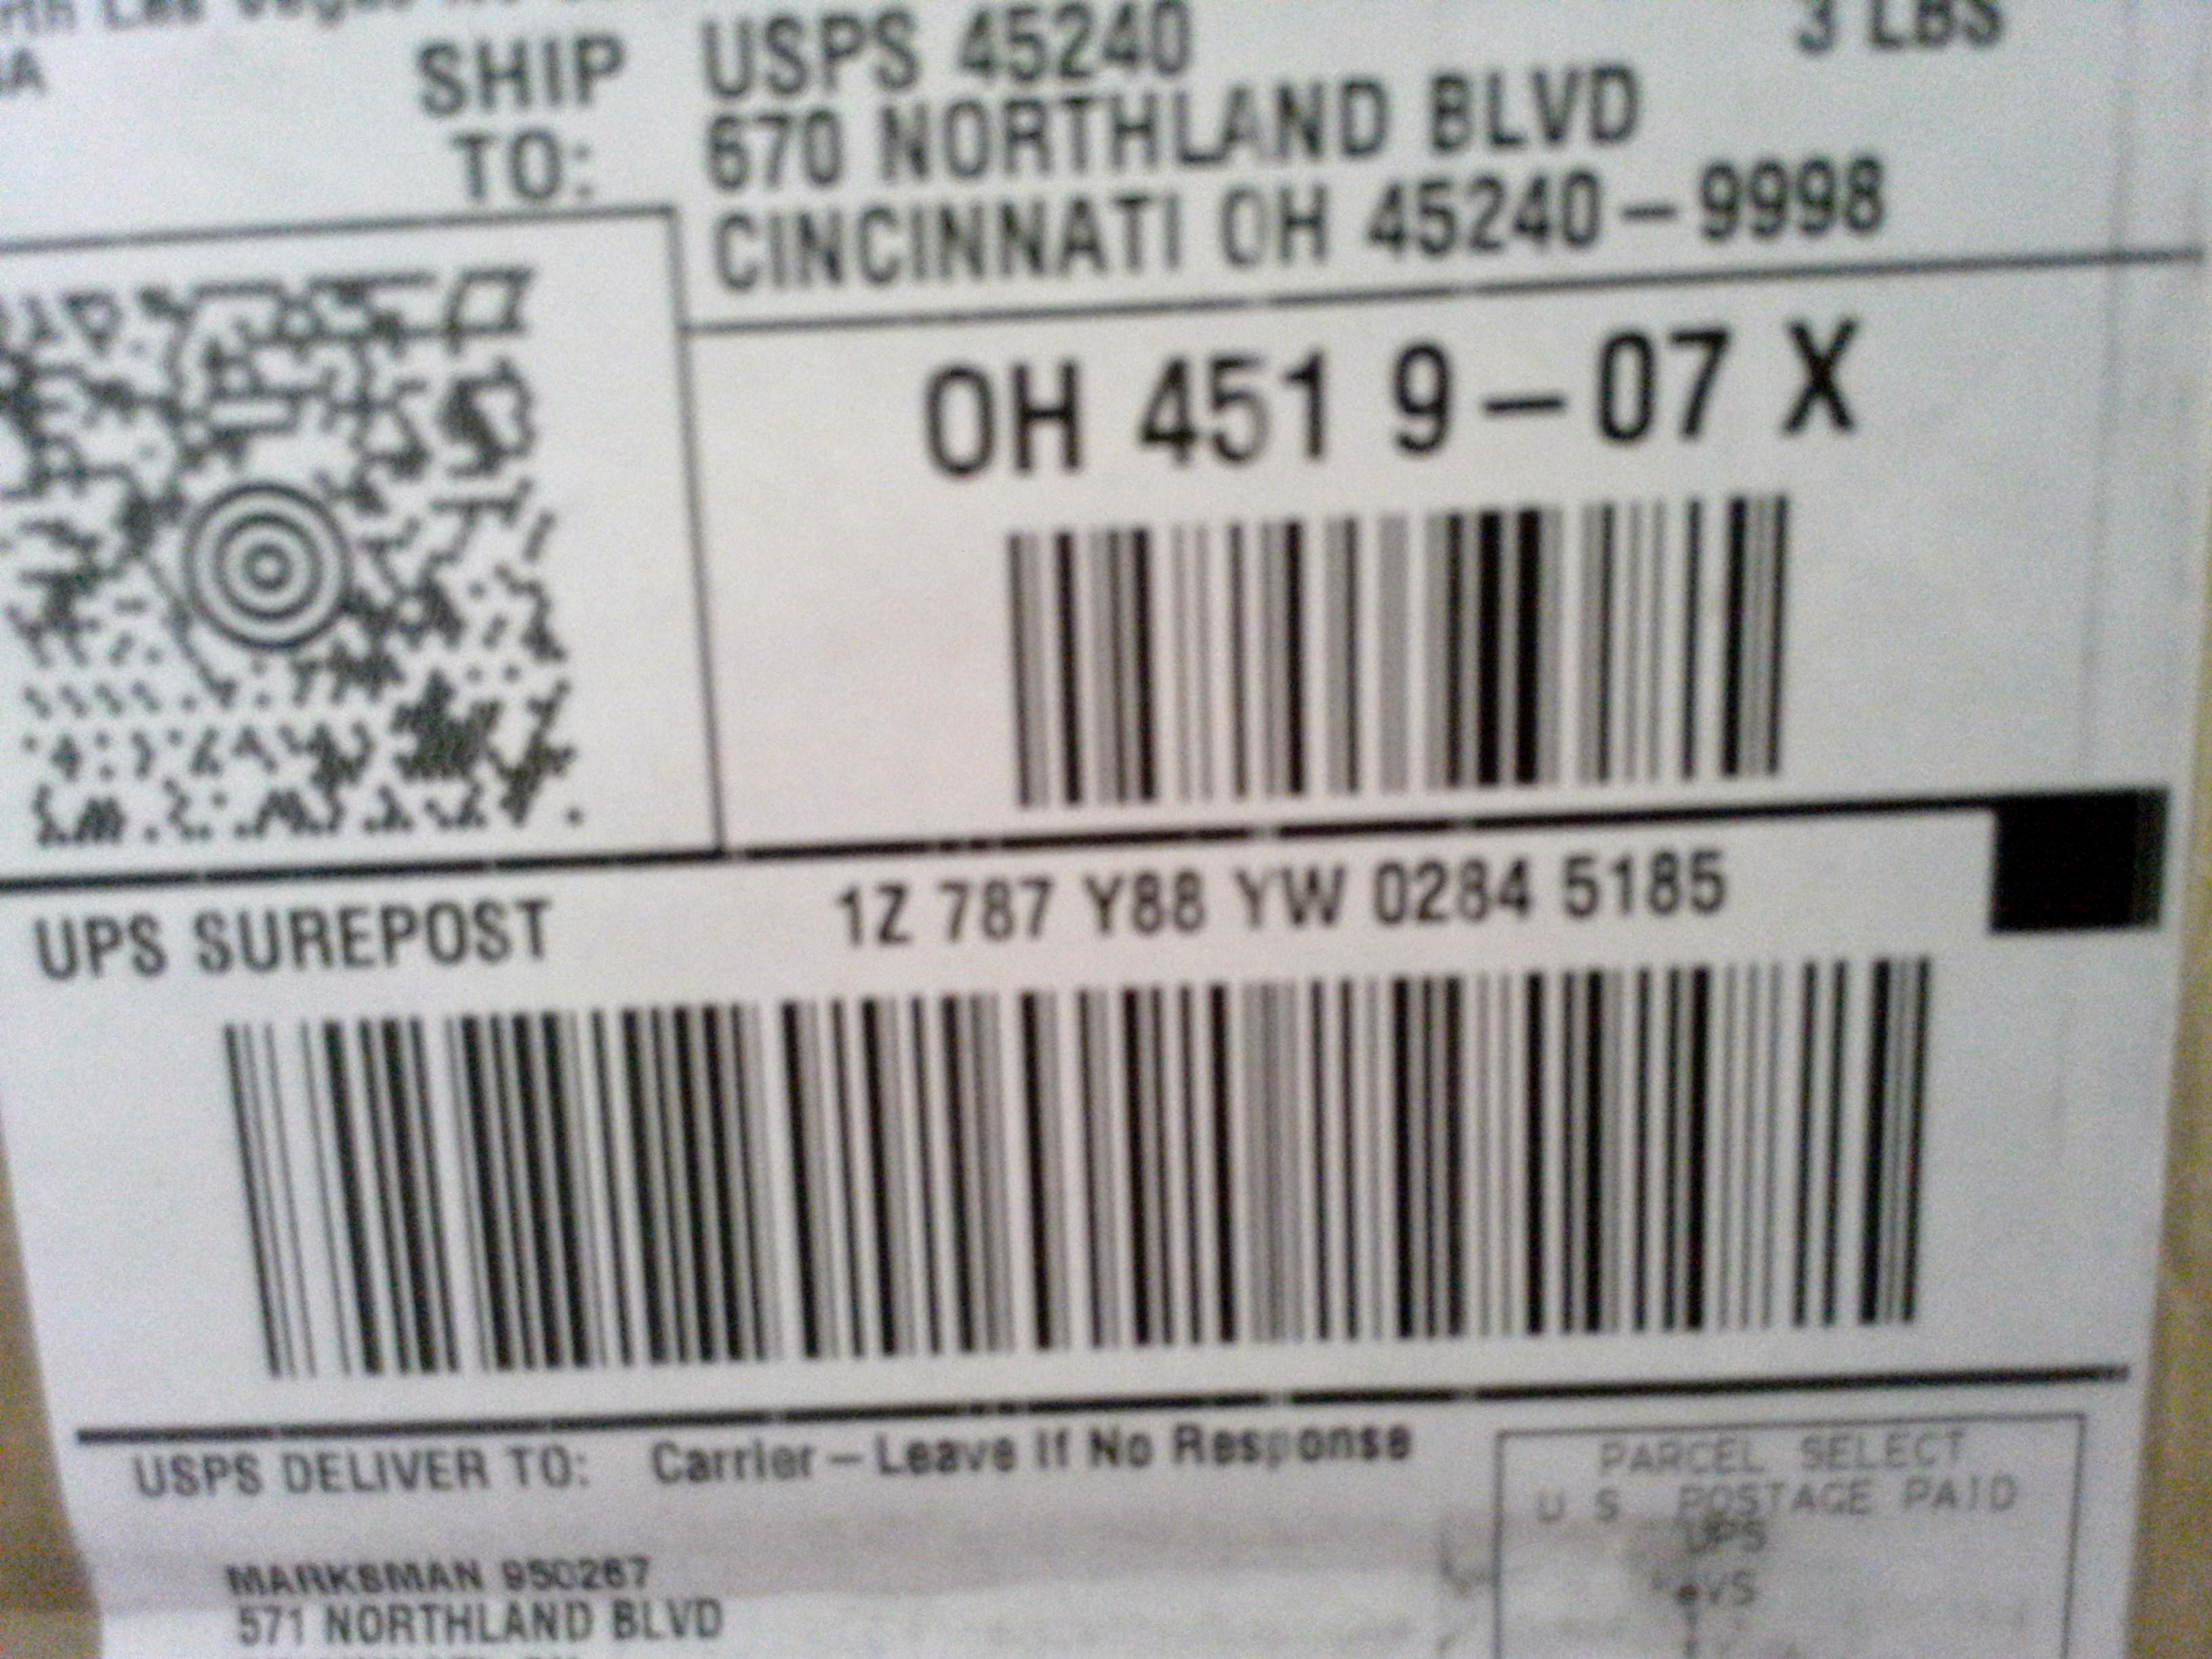 Las Vegas
SHIP TO:
USPS 45240
3 LBS
670 NORTHLAND BLVD
CINCINNATI OH 45240-9998
OH 451 9-07 X
UPS SUREPOST
1Z 787 Y88 YW 0284 5185
USPS DELIVER TO:
Carrier - Leave If No Response
PARCEL SELECT
U S POSTAGE PAID
UPS
eVS
MARKSMAN 950267
571 NORTHLAND BLVD